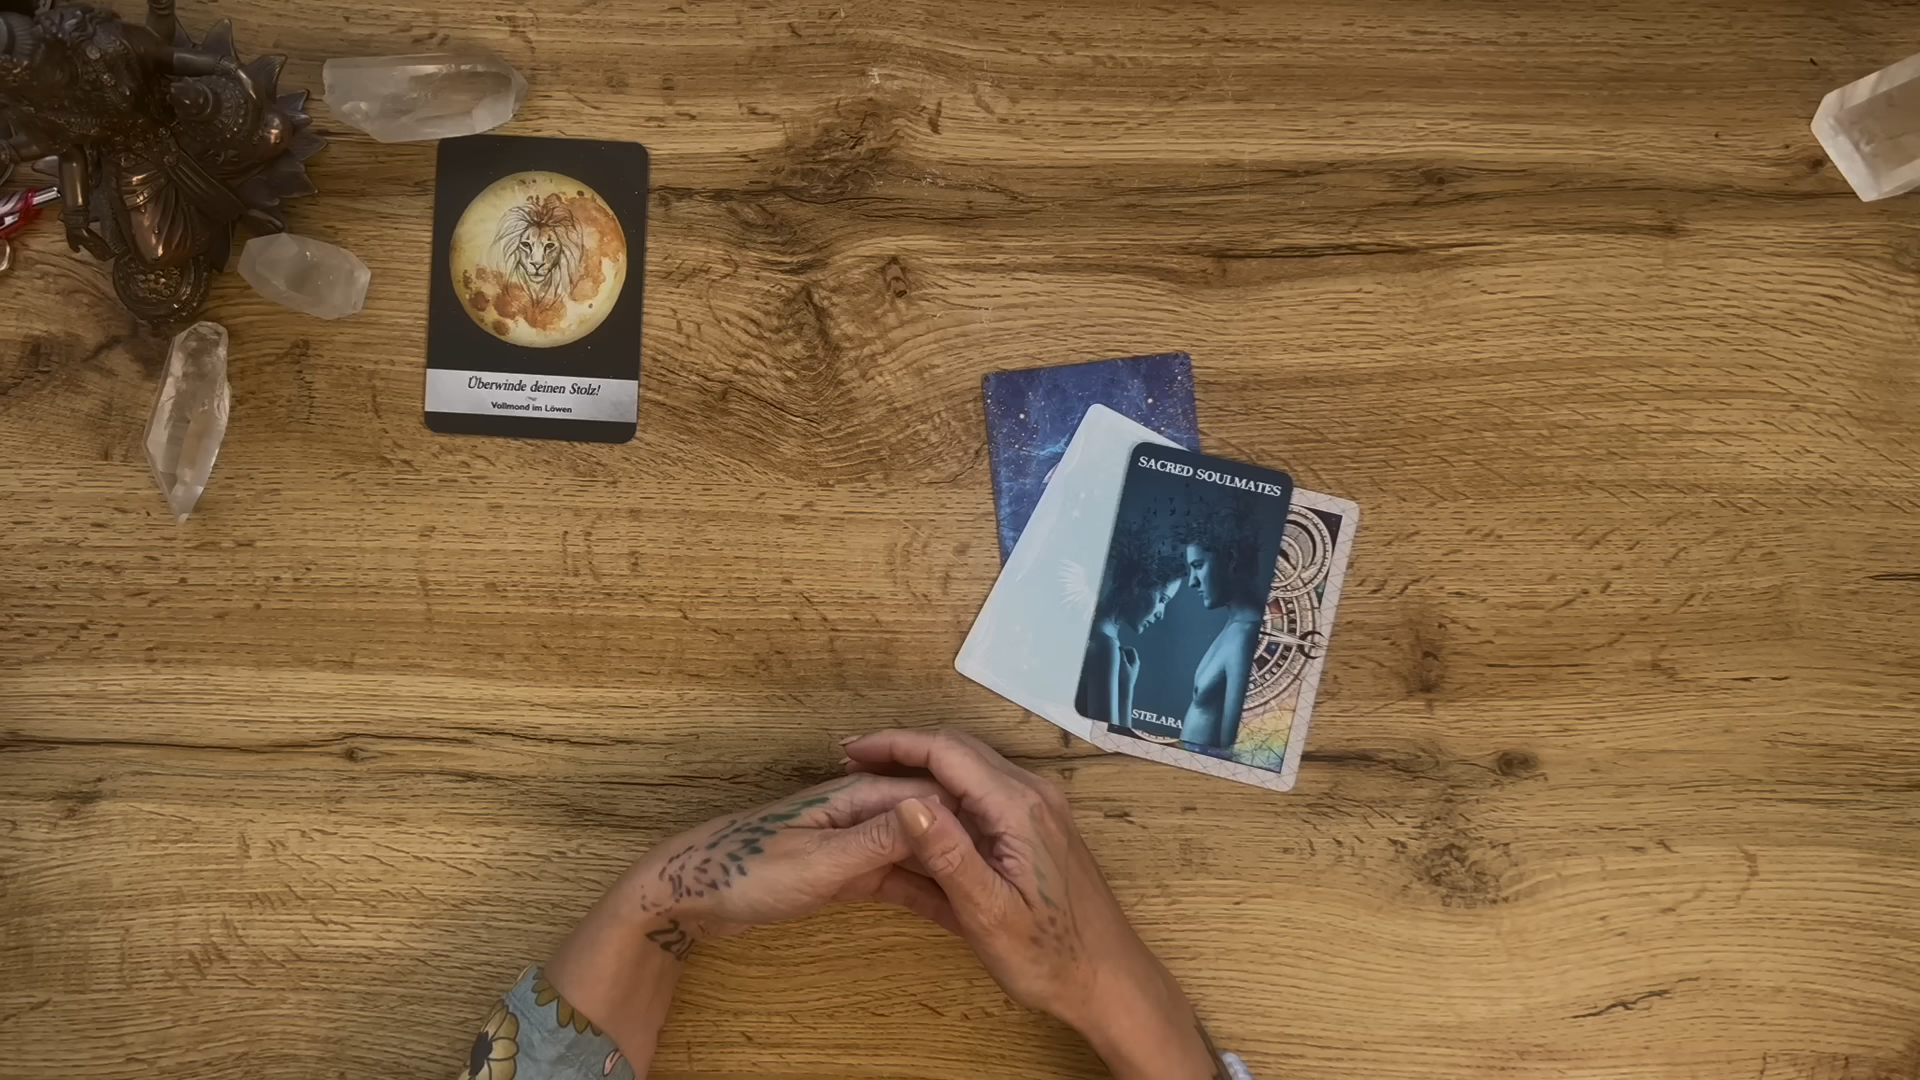 Überwinde deinen Stolz!
Vollmond im Löwen
SACRED SOULMATES
STELARA